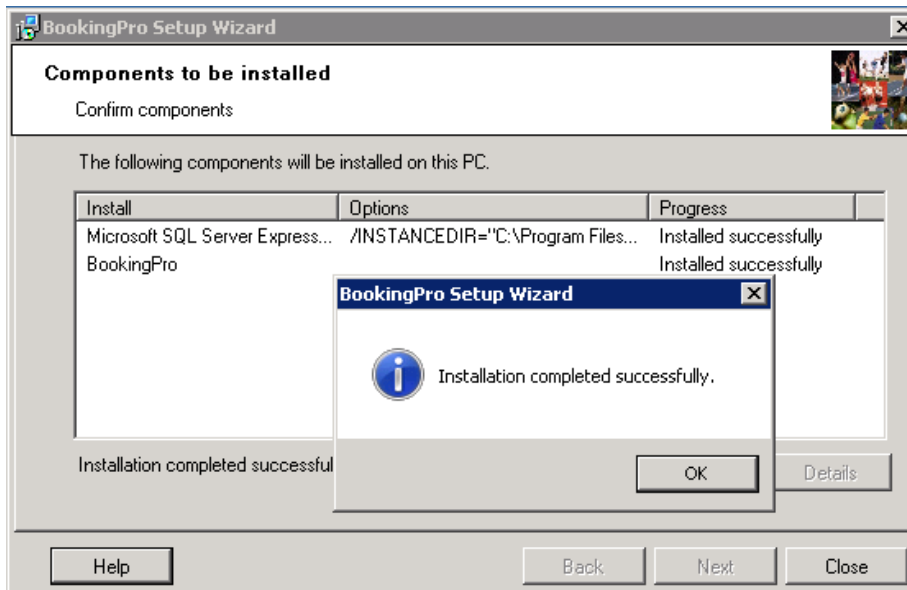 BookingPro Setup Wizard
Components to be installed
Confirm components
The following components will be installed on this PC.
Install Options Progress
Microsoft SQL Server Express... /INSTANCEDIR="C:\Program Files... Installed successfully
BookingPro Installed successfully
BookingPro Setup Wizard
Installation completed successfully.
Installation completed successful
OK Details
Help Back Next Close